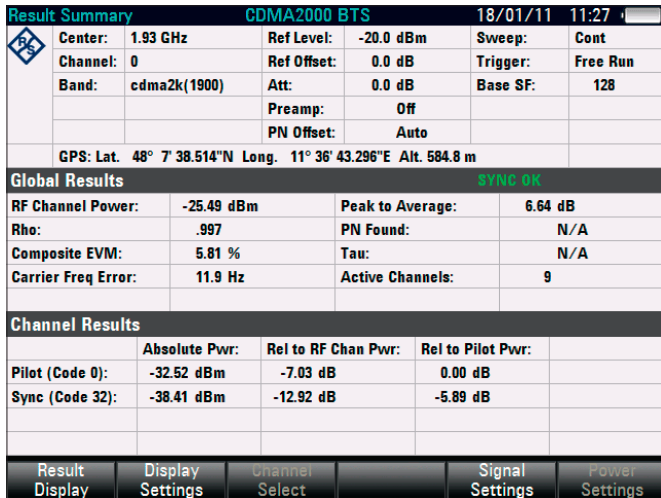 Result Summary CDMA2000 BTS 18/01/11 11:27
Center: 1.93 GHz Ref Level: -20.0 dBm Sweep: Cont
Channel: 0 Ref Offset: 0.0 dB Trigger: Free Run
Band: cdma2k(1900) Att: 0.0 dB Base SF: 128
Preamp: Off
PN Offset: Auto
GPS: Lat. 48° 7' 38.514"N Long. 11° 36' 43.296"E Alt. 584.8 m
Global Results SYNC OK
RF Channel Power: -25.49 dBm Peak to Average: 6.64 dB
Rho: .997 PN Found: N/A
Composite EVM: 5.81 % Tau: N/A
Carrier Freq Error: 11.9 Hz Active Channels: 9
Channel Results
Absolute Pwr: Rel to RF Chan Pwr: Rel to Pilot Pwr:
Pilot (Code 0): -32.52 dBm -7.03 dB 0.00 dB
Sync (Code 32): -38.41 dBm -12.92 dB -5.89 dB
Result Display Channel Signal Power
Display Settings Select Settings Settings